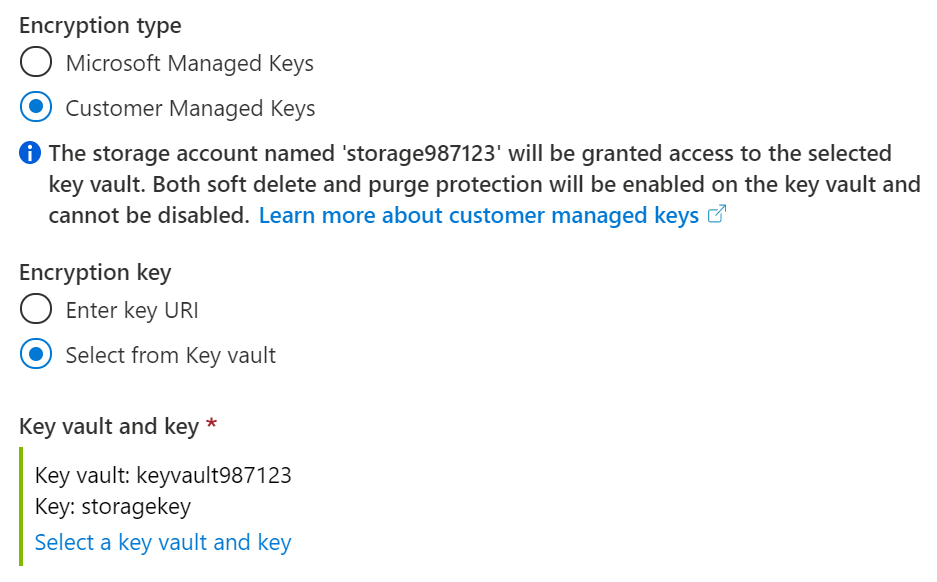 Encryption type
Microsoft Managed Keys
Customer Managed Keys
The storage account named 'storage987123' will be granted access to the selected
key vault. Both soft delete and purge protection will be enabled on the key vault and
cannot be disabled. Learn more about customer managed keys
Encryption key
Enter key URI
Select from Key vault
Key vault and key *
Key vault: keyvault987123
Key: storagekey
Select a key vault and key